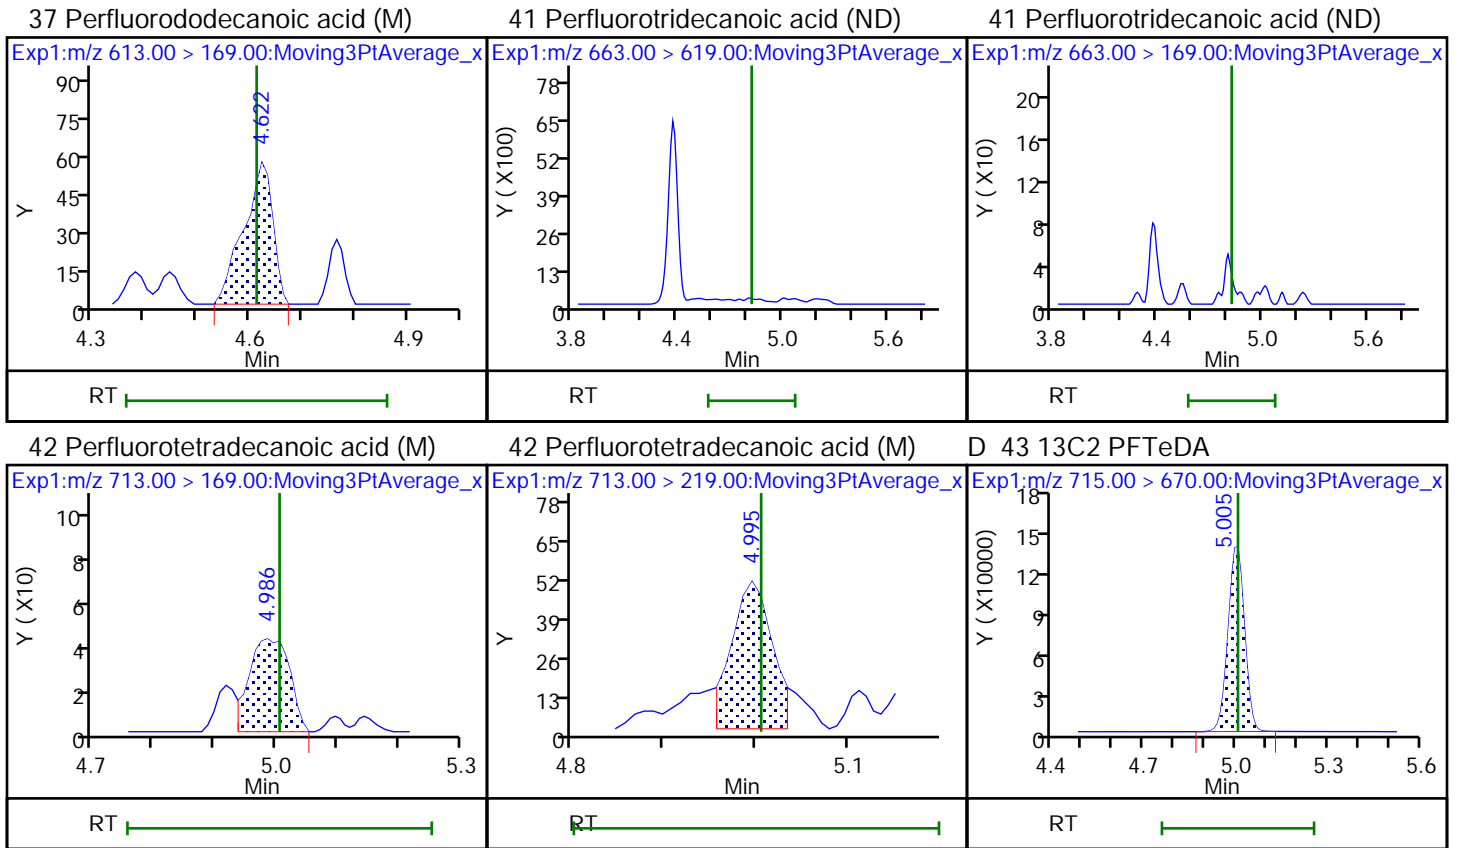 37 Perfluorododecanoic acid (M)
Exp1:m/z 613.00 > 169.00:Moving3PtAverage_x
90
75
60
45
30
15
0
Y
4.622
4.3
4.6
4.9
Min
RT
41 Perfluorotridecanoic acid (ND)
Exp1:m/z 663.00 > 619.00:Moving3PtAverage_x
78
65
52
39
26
13
0
Y ( X100)
3.8
4.4
5.0
5.6
Min
RT
41 Perfluorotridecanoic acid (ND)
Exp1:m/z 663.00 > 169.00:Moving3PtAverage_x
20
16
12
8
4
0
Y ( X10)
3.8
4.4
5.0
5.6
Min
RT
42 Perfluorotetradecanoic acid (M)
Exp1:m/z 713.00 > 169.00:Moving3PtAverage_x
10
8
6
4
2
0
Y ( X10)
4.986
4.7
5.0
5.3
Min
RT
42 Perfluorotetradecanoic acid (M)
Exp1:m/z 713.00 > 219.00:Moving3PtAverage_x
78
65
52
39
26
13
0
Y
4.995
4.8
5.1
Min
RT
D 43 13C2 PFTeDA
Exp1:m/z 715.00 > 670.00:Moving3PtAverage_x
18
15
12
9
6
3
0
Y ( X10000)
5.005
4.4
4.7
5.0
5.3
5.6
Min
RT